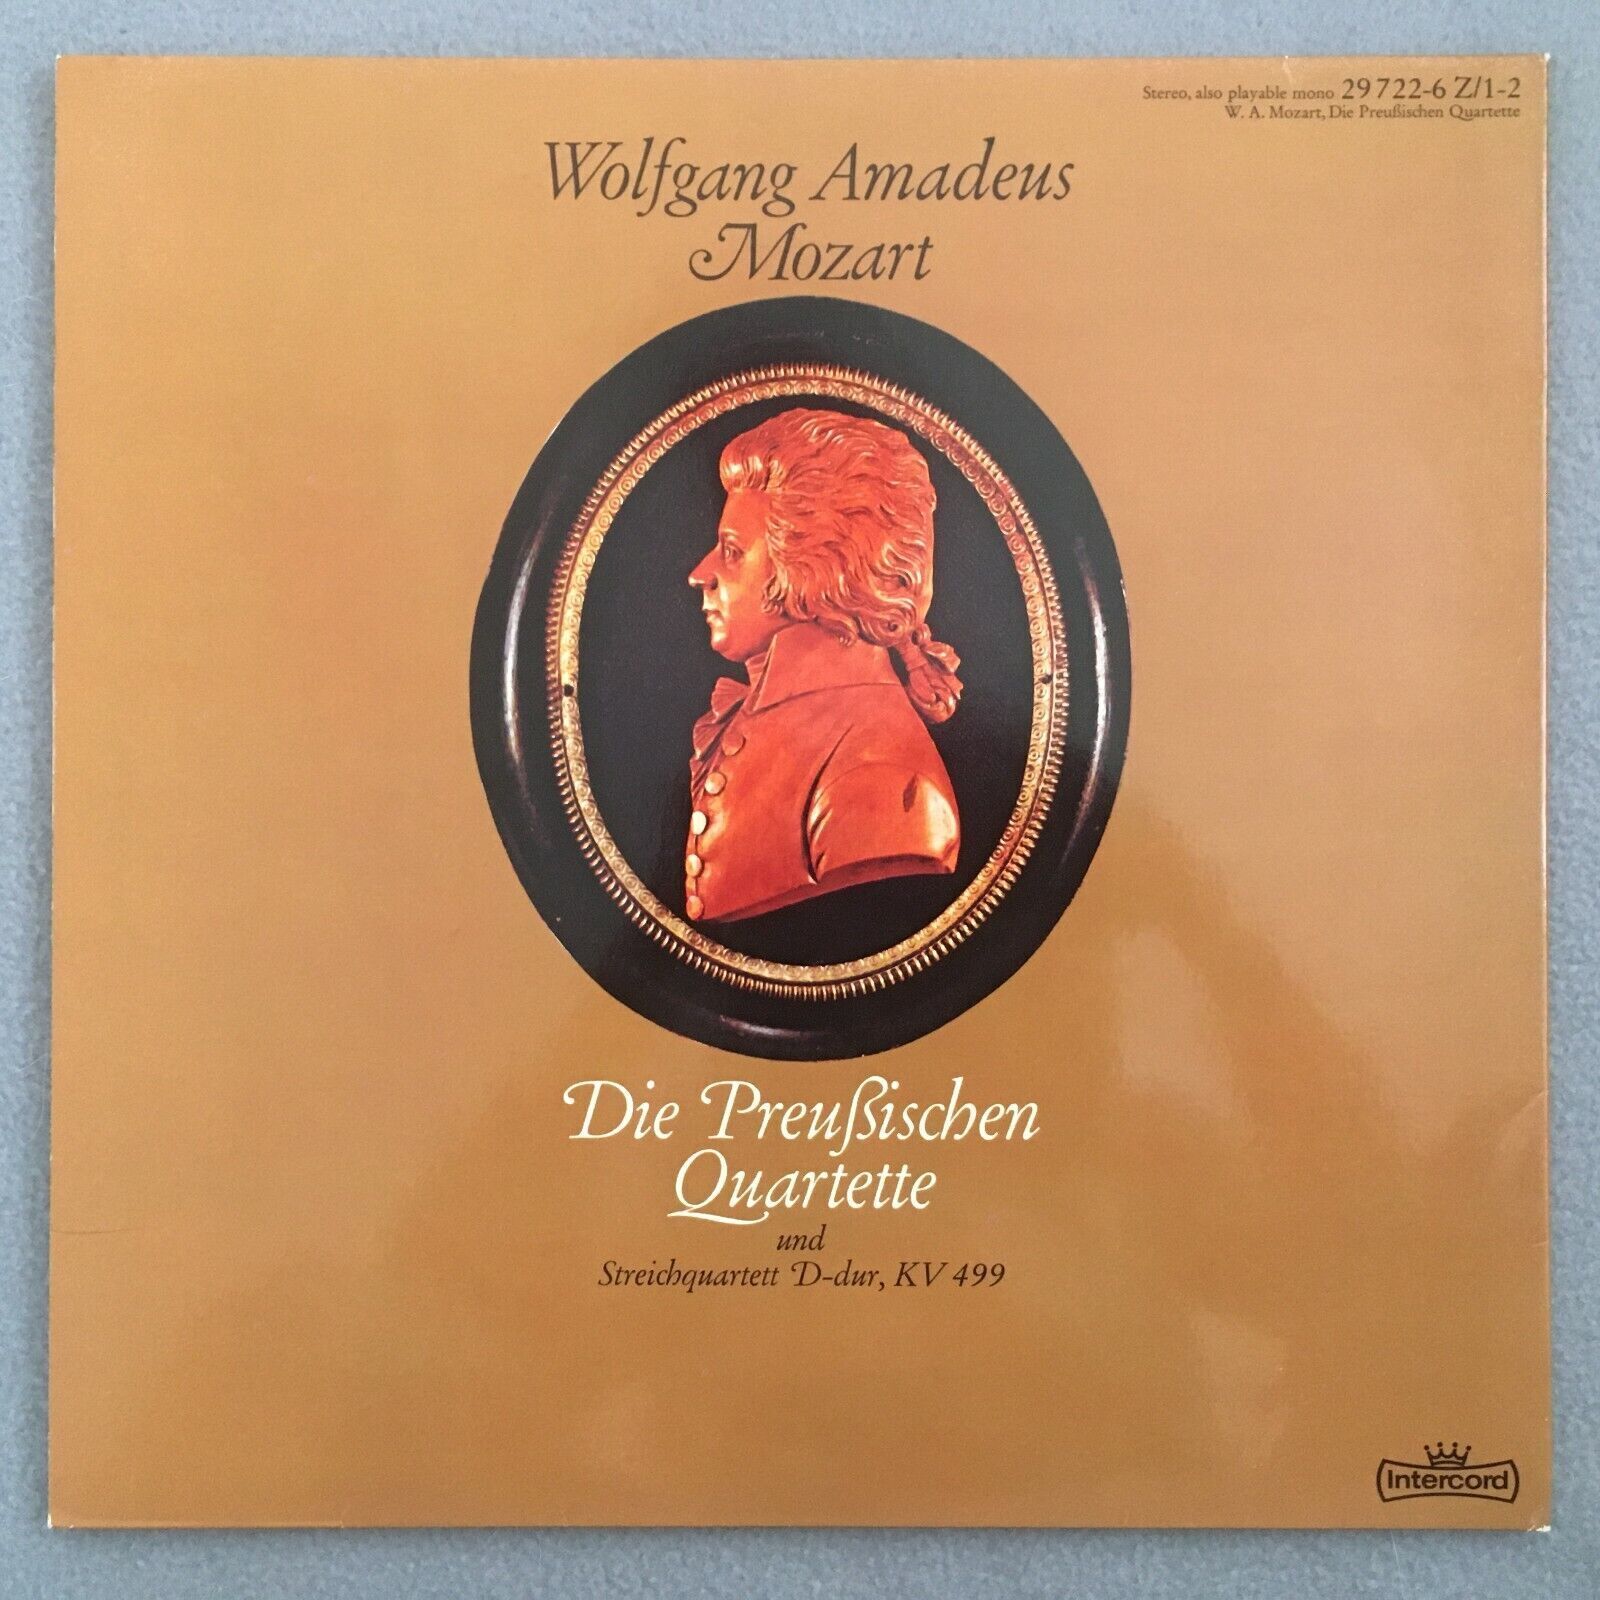 Stereo, also playable mono 29 722-6 Z/1-2
W. A. Mozart, Die Preußischen Quartette
Wolfgang Amadeus
Mozart
Die Preußischen
Quartette
und
Streichquartett D-dur, KV 499
Intercord